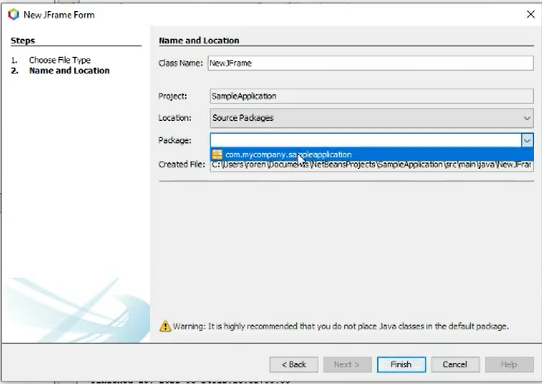 New JFrame Form
Steps
1. Choose File Type
2. Name and Location
Name and Location
Class Name: NewJFrame
Project: SampleApplication
Location: Source Packages
Package:
com.mycompany.sampleapplication
Created File: C:\Users\yoren\Documents\NetBeansProjects\SampleApplication\src\main\java\NewJFrar
Warning: It is highly recommended that you do not place Java classes in the default package.
< Back
Next >
Finish
Cancel
Help